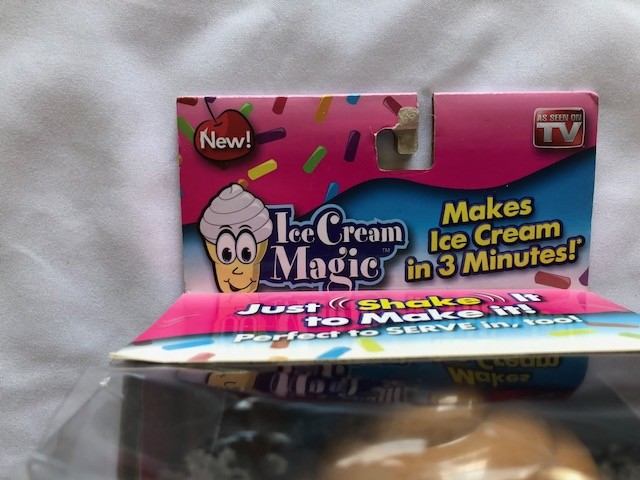 New!
AS SEEN ON
TV
Ice Cream
Magic™
Makes
Ice Cream
in 3 Minutes!*
Just Shake It
to Make it!
Perfect to SERVE in, too!